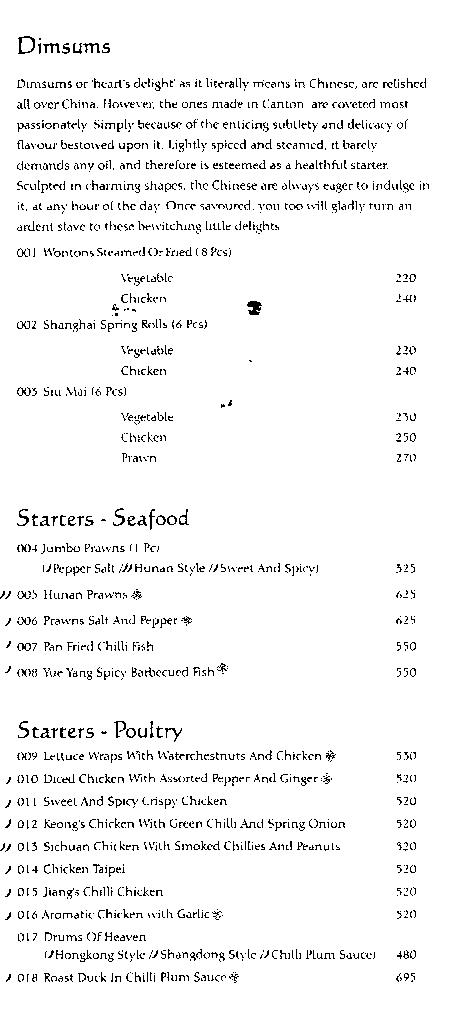 Dimsums
Dimsums or 'heart's delight' as it literally means in Chinese, are relished
all over China. However, the ones made in Canton are coveted most
passionately. Simply because of the enticing subtlety and delicacy of
flavour bestowed upon it. Lightly spiced and steamed, it barely
demands any oil, and therefore is esteemed as a healthful starter.
Sculpted in charming shapes, the Chinese are always eager to indulge in
it, at any hour of the day. Once savoured, you too will gladly turn an
ardent slave to these bewitching little delights
001 Wontons Steamed Or Fried (8 Pcs)
Vegetable 220
Chicken 240
002 Shanghai Spring Rolls (6 Pcs)
Vegetable 220
Chicken 240
003 Siu Mai (6 Pcs)
Vegetable 230
Chicken 250
Prawn 270
Starters - Seafood
004 Jumbo Prawns (1 Pc)
(Pepper Salt / Hunan Style / Sweet And Spicy) 325
005 Hunan Prawns 625
006 Prawns Salt And Pepper 625
007 Pan Fried Chilli Fish 550
008 Yue Yang Spicy Barbecued Fish 550
Starters - Poultry
009 Lettuce Wraps With Waterchestnuts And Chicken 530
010 Diced Chicken With Assorted Pepper And Ginger 520
011 Sweet And Spicy Crispy Chicken 520
012 Keong's Chicken With Green Chilli And Spring Onion 520
013 Sichuan Chicken With Smoked Chillies And Peanuts 520
014 Chicken Taipei 520
015 Jiang's Chilli Chicken 520
016 Aromatic Chicken with Garlic 520
017 Drums Of Heaven
(Hongkong Style / Shangdong Style / Chilli Plum Sauce) 480
018 Roast Duck In Chilli Plum Sauce 695